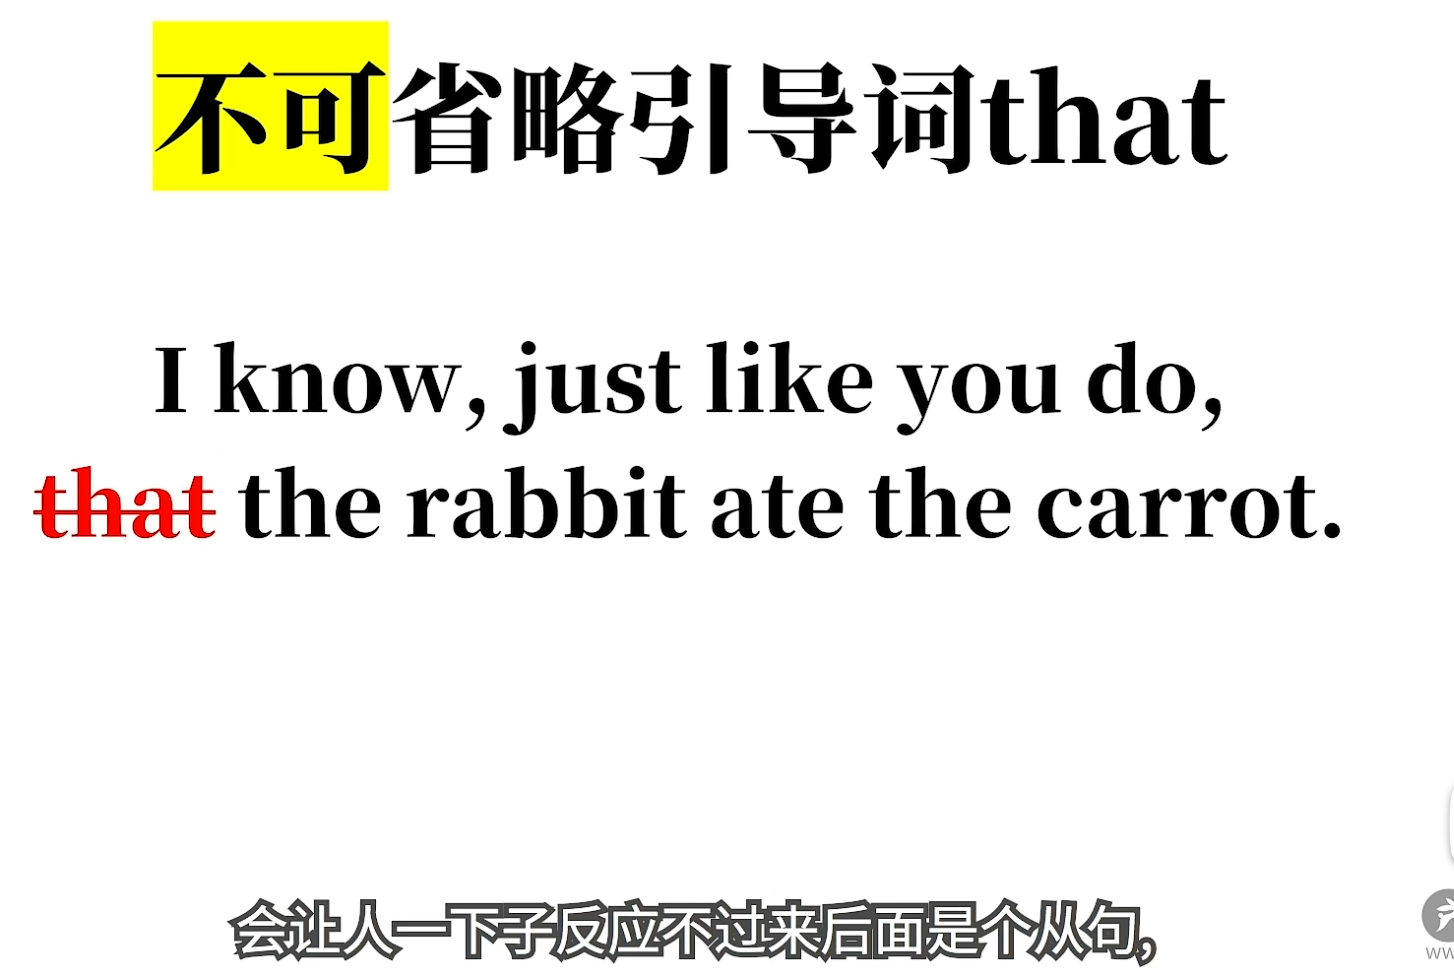 不可省略引导词that
I know, just like you do,
that the rabbit ate the carrot.
会让人一下子反应不过来后面是个从句,